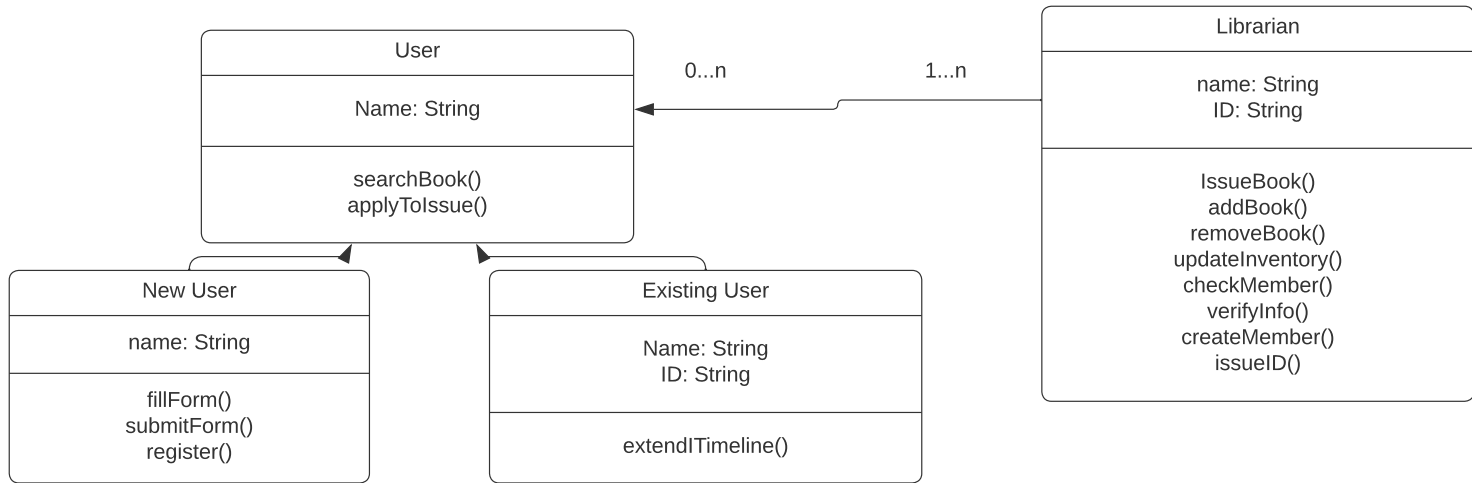 User
Name: String
searchBook()
applyToIssue()
0...n
1...n
Librarian
name: String
ID: String
IssueBook()
addBook()
removeBook()
updateInventory()
checkMember()
verifyInfo()
createMember()
issueID()
New User
name: String
fillForm()
submitForm()
register()
Existing User
Name: String
ID: String
extendITimeline()